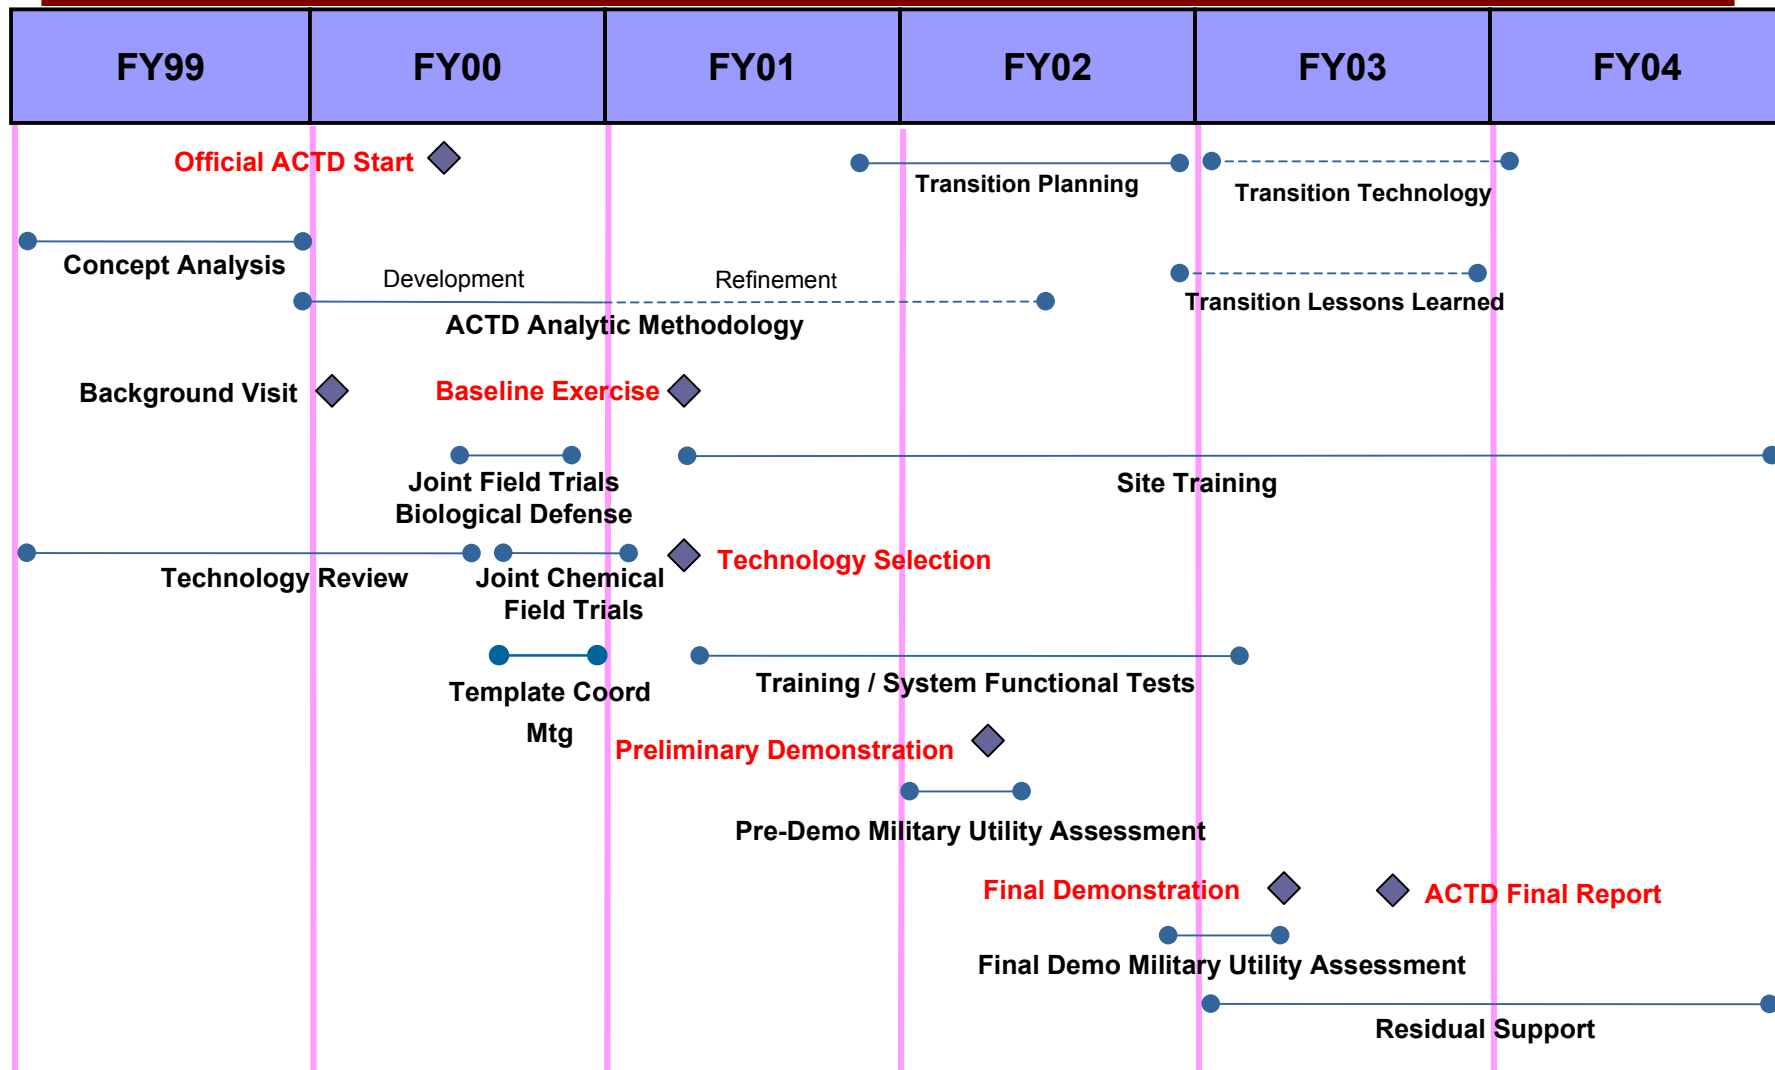 FY99 FY00 FY01 FY02 FY03 FY04
Official ACTD Start
Transition Planning
Transition Technology
Concept Analysis
Development
Refinement
ACTD Analytic Methodology
Transition Lessons Learned
Background Visit
Baseline Exercise
Joint Field Trials
Biological Defense
Site Training
Technology Review
Joint Chemical
Field Trials
Technology Selection
Template Coord
Mtg
Training / System Functional Tests
Preliminary Demonstration
Pre-Demo Military Utility Assessment
Final Demonstration
ACTD Final Report
Final Demo Military Utility Assessment
Residual Support